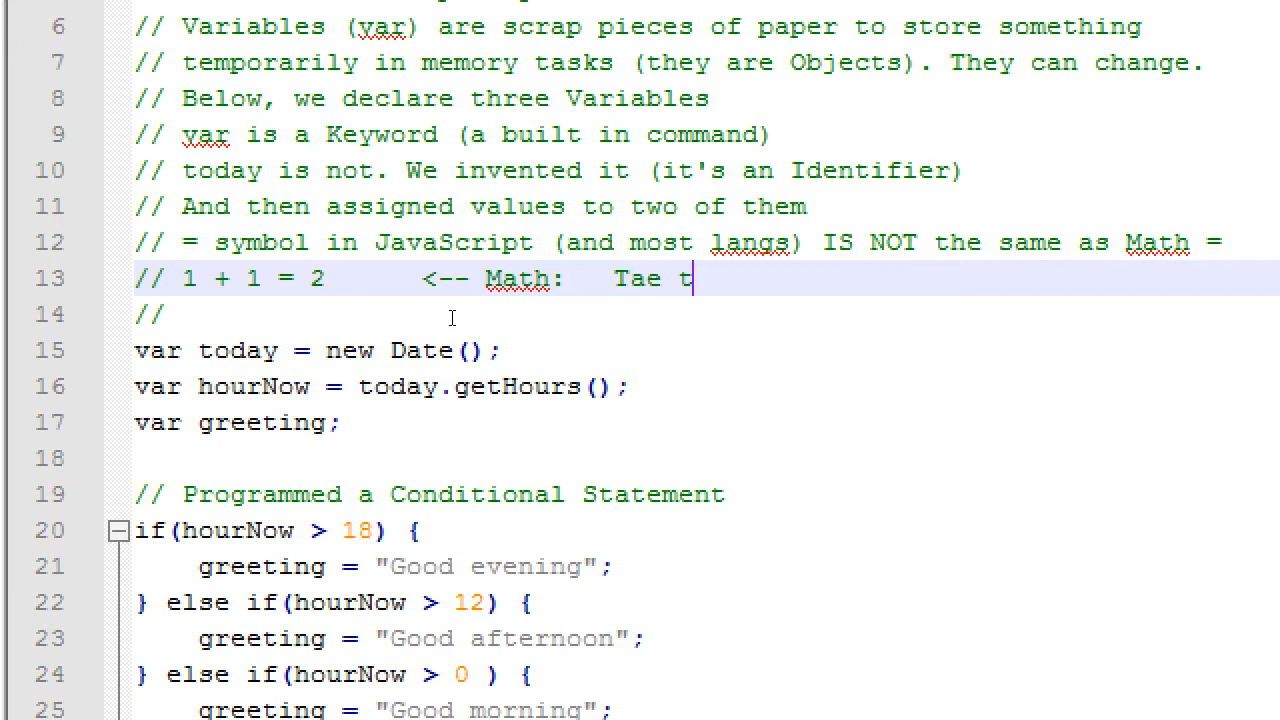 6 // Variables (var) are scrap pieces of paper to store something
7 // temporarily in memory tasks (they are Objects). They can change.
8 // Below, we declare three Variables
9 // var is a Keyword (a built in command)
10 // today is not. We invented it (it's an Identifier)
11 // And then assigned values to two of them
12 // = symbol in JavaScript (and most langs) IS NOT the same as Math =
13 // 1 + 1 = 2      <-- Math:   Tae t
14 //
15 var today = new Date();
16 var hourNow = today.getHours();
17 var greeting;
18
19 // Programmed a Conditional Statement
20 if(hourNow > 18) {
21     greeting = "Good evening";
22 } else if(hourNow > 12) {
23     greeting = "Good afternoon";
24 } else if(hourNow > 0 ) {
25     greeting = "Good morning";